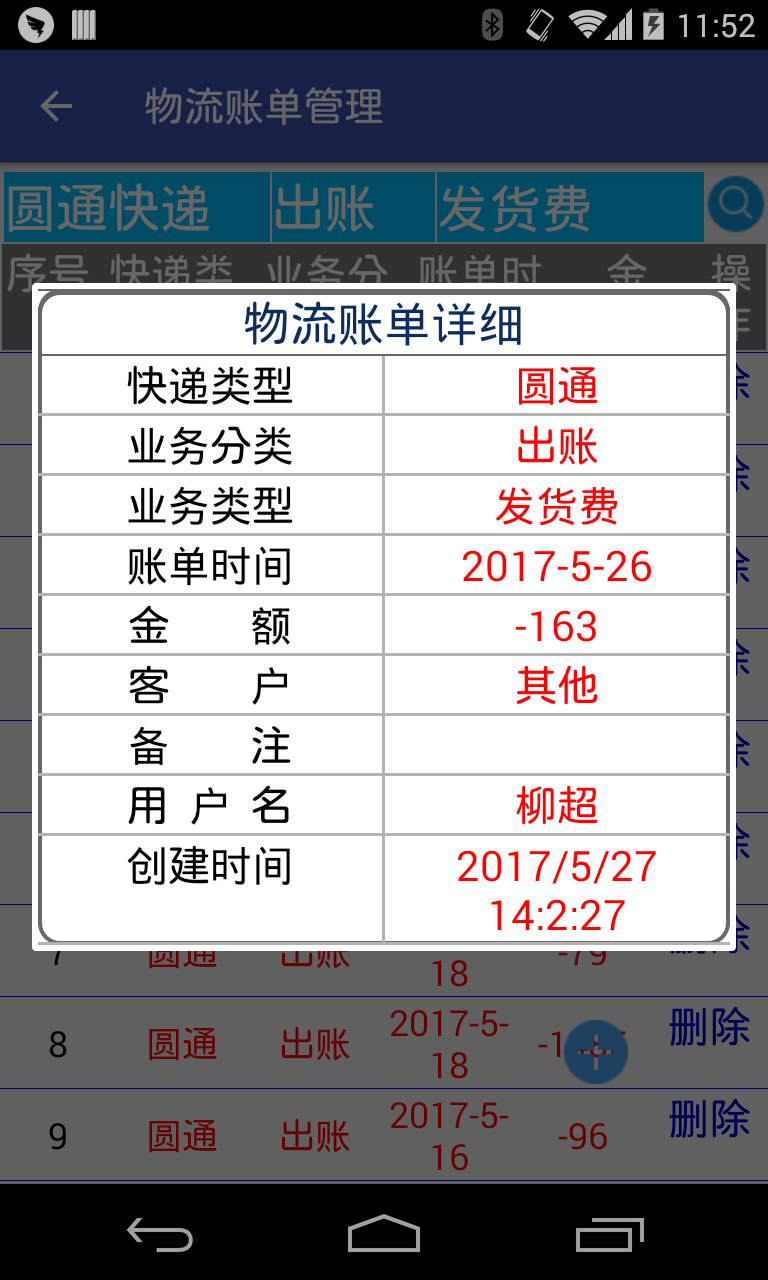 11:52
物流账单管理
圆通快递 出账 发货费
序号 快递类 业务分 账单时 金 操
物流账单详细
快递类型 圆通
业务分类 出账
业务类型 发货费
账单时间 2017-5-26
金 额 -163
客 户 其他
备 注
用 户 名 柳超
创建时间 2017/5/27
14:2:27
7 圆通 出账 18 -79
8 圆通 出账 2017-5-18 删除
9 圆通 出账 2017-5-16 -96 删除